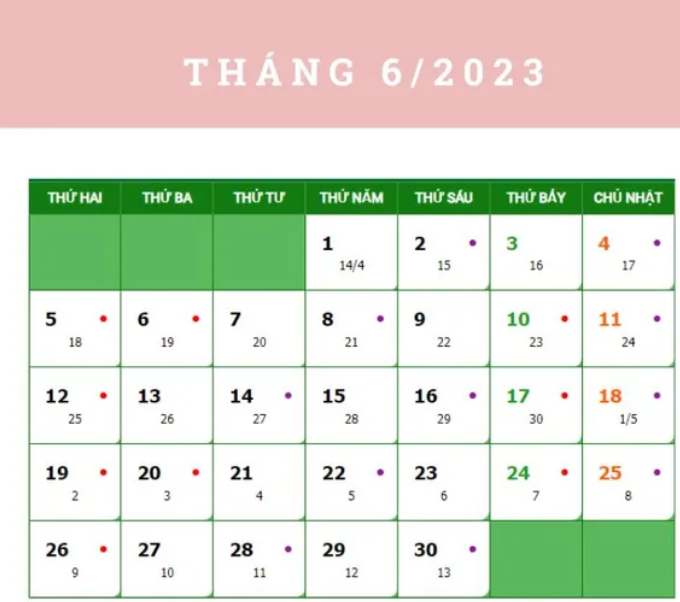 THÁNG 6/2023
THỨ HAI THỨ BA THỨ TƯ THỨ NĂM THỨ SÁU THỨ BẢY CHỦ NHẬT
1 2 3 4
14/4 15 16 17
5 6 7 8 9 10 11
18 19 20 21 22 23 24
12 13 14 15 16 17 18
25 26 27 28 29 30 1/5
19 20 21 22 23 24 25
2 3 4 5 6 7 8
26 27 28 29 30
9 10 11 12 13